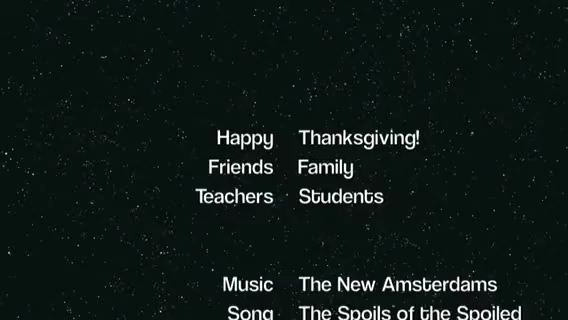 Happy Thanksgiving!
Friends Family
Teachers Students
Music The New Amsterdams
Song The Spoils of the Spoiled